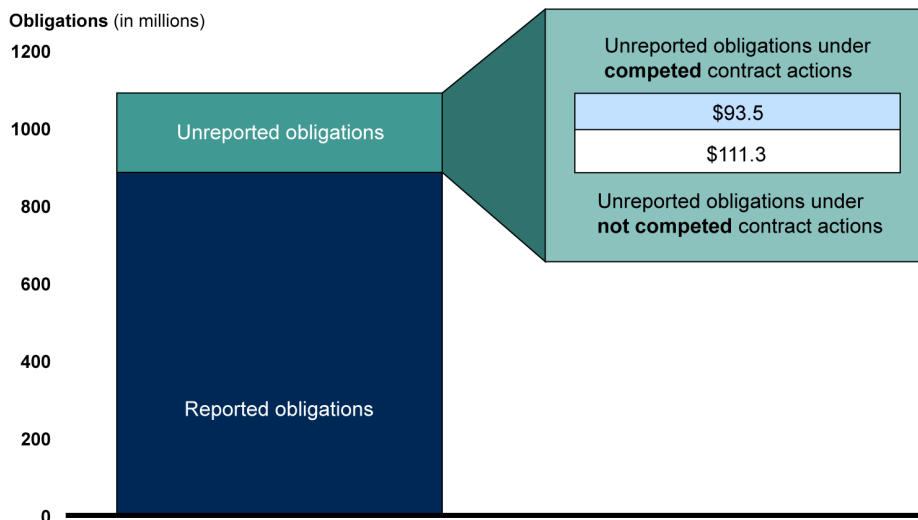 Obligations (in millions)
1200
1000
800
600
400
200
0
Unreported obligations
Reported obligations
Unreported obligations under
competed contract actions
$93.5
$111.3
Unreported obligations under
not competed contract actions